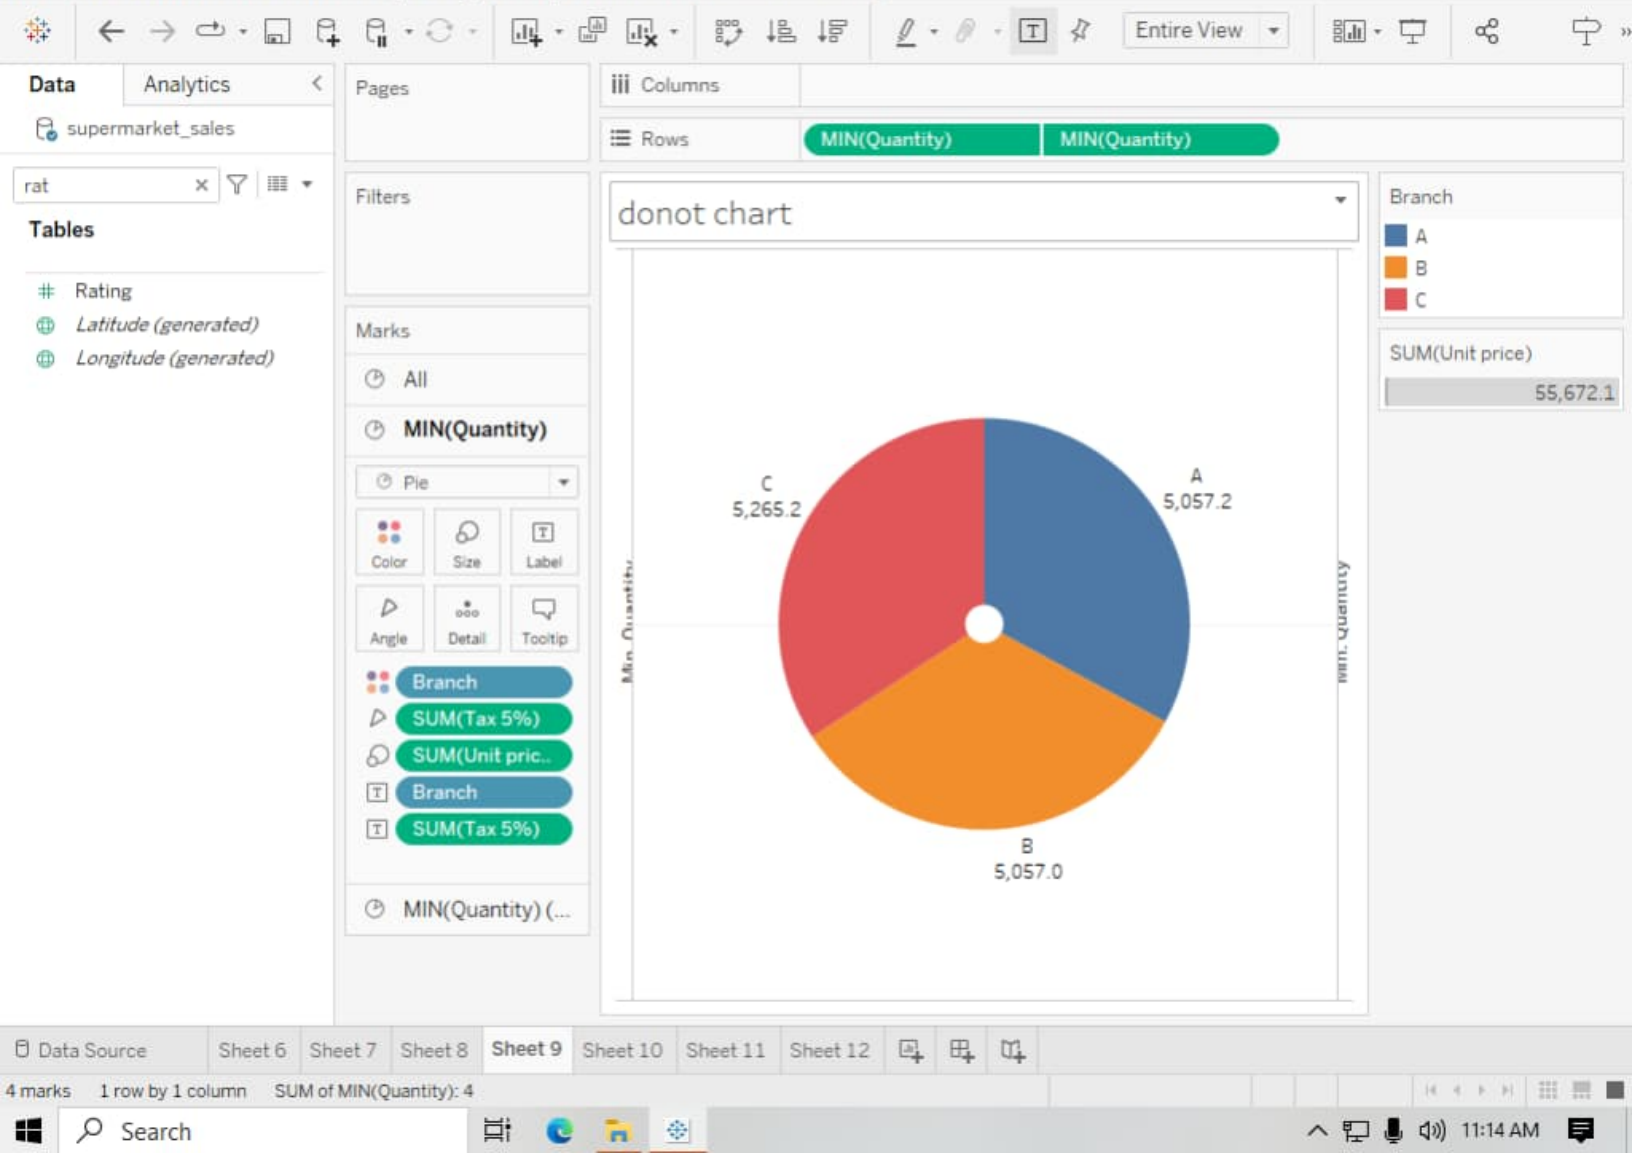 Entire View
Data
Analytics
supermarket_sales
rat
Tables
Rating
Latitude (generated)
Longitude (generated)
Pages
Filters
Marks
All
MIN(Quantity)
Pie
Color
Size
Label
Angle
Detail
Tooltip
Branch
SUM(Tax 5%)
SUM(Unit pric..
Branch
SUM(Tax 5%)
MIN(Quantity) (...
Columns
Rows
MIN(Quantity)
MIN(Quantity)
donot chart
C
5,265.2
A
5,057.2
B
5,057.0
Min. Quantity
Min. Quantity
Branch
A
B
C
SUM(Unit price)
55,672.1
Data Source
Sheet 6
Sheet 7
Sheet 8
Sheet 9
Sheet 10
Sheet 11
Sheet 12
4 marks
1 row by 1 column
SUM of MIN(Quantity): 4
Search
11:14 AM